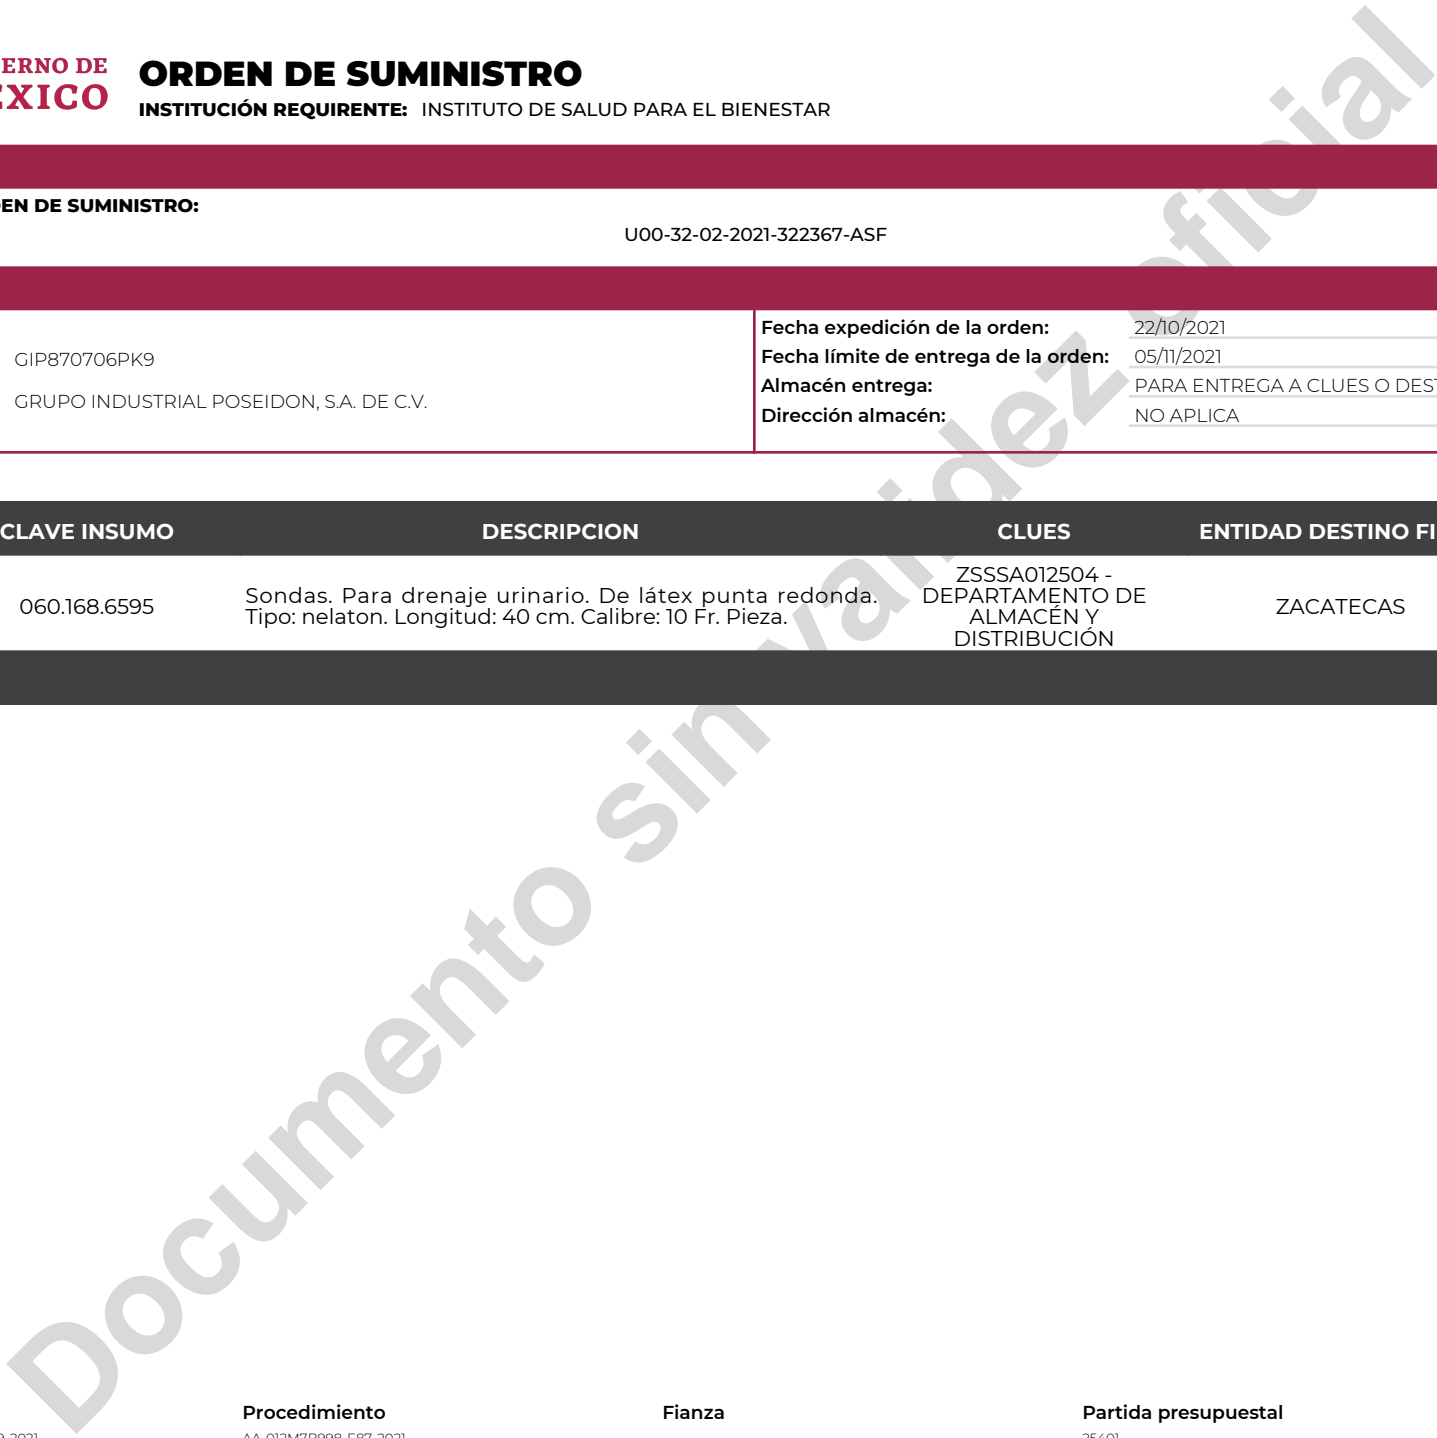 ERNO DE
ORDEN DE SUMINISTRO
INSTITUCIÓN REQUIRENTE: INSTITUTO DE SALUD PARA EL BIENESTAR
EN DE SUMINISTRO:
U00-32-02-2021-322367-ASF
GIP870706PK9
GRUPO INDUSTRIAL POSEIDON, S.A. DE C.V.
Fecha expedición de la orden: 22/10/2021
Fecha límite de entrega de la orden: 05/11/2021
Almacén entrega: PARA ENTREGA A CLUES O DEST
Dirección almacén: NO APLICA
CLAVE INSUMO DESCRIPCION CLUES ENTIDAD DESTINO FI
060.168.6595
Sondas. Para drenaje urinario. De látex punta redonda.
Tipo: nelaton. Longitud: 40 cm. Calibre: 10 Fr. Pieza.
ZSSSA012504 -
DEPARTAMENTO DE
ALMACÉN Y
DISTRIBUCIÓN
ZACATECAS
Documento sin validez oficial
Procedimiento Fianza Partida presupuestal